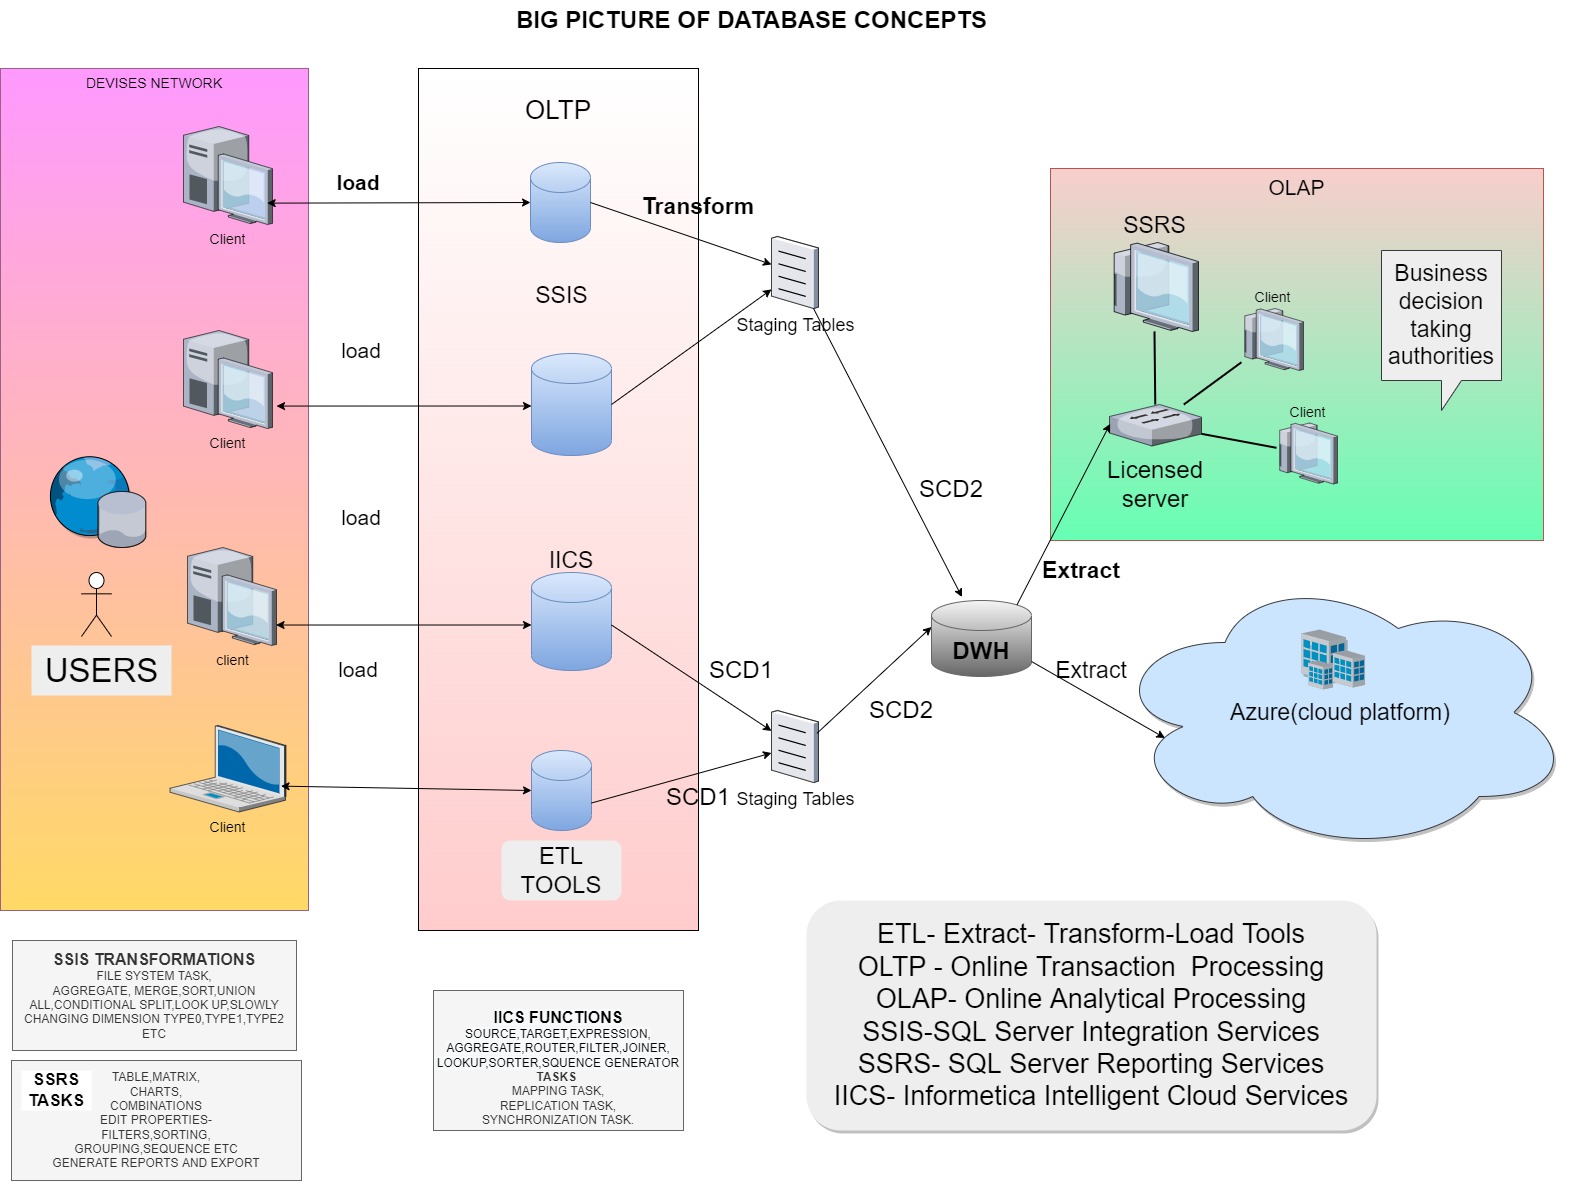 BIG PICTURE OF DATABASE CONCEPTS
DEVISES NETWORK
Client
Client
USERS
client
Client
load
load
load
load
OLTP
SSIS
IICS
ETL
TOOLS
Transform
Staging Tables
SCD2
SCD1
SCD1
Staging Tables
SCD2
DWH
Extract
Extract
OLAP
SSRS
Client
Client
Licensed
server
Business
decision
taking
authorities
Azure(cloud platform)
SSIS TRANSFORMATIONS
FILE SYSTEM TASK,
AGGREGATE, MERGE,SORT,UNION
ALL,CONDITIONAL SPLIT,LOOK UP,SLOWLY
CHANGING DIMENSION TYPE0,TYPE1,TYPE2
ETC
SSRS
TASKS
TABLE,MATRIX,
CHARTS,
COMBINATIONS
EDIT PROPERTIES-
FILTERS,SORTING,
GROUPING,SEQUENCE ETC
GENERATE REPORTS AND EXPORT
IICS FUNCTIONS
SOURCE,TARGET,EXPRESSION,
AGGREGATE,ROUTER,FILTER,JOINER,
LOOKUP,SORTER,SQUENCE GENERATOR
TASKS
MAPPING TASK,
REPLICATION TASK,
SYNCHRONIZATION TASK.
ETL- Extract- Transform-Load Tools
OLTP - Online Transaction Processing
OLAP- Online Analytical Processing
SSIS-SQL Server Integration Services
SSRS- SQL Server Reporting Services
IICS- Informetica Intelligent Cloud Services